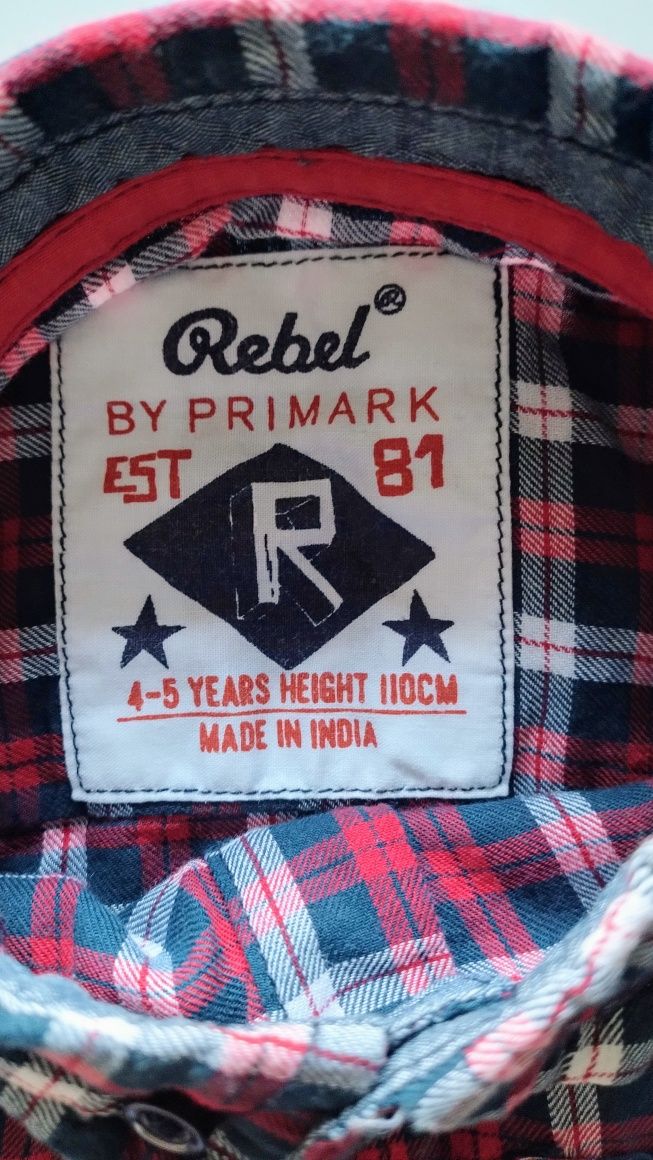 Rebel®
BY PRIMARK
EST 81
R
4-5 YEARS HEIGHT 110CM
MADE IN INDIA